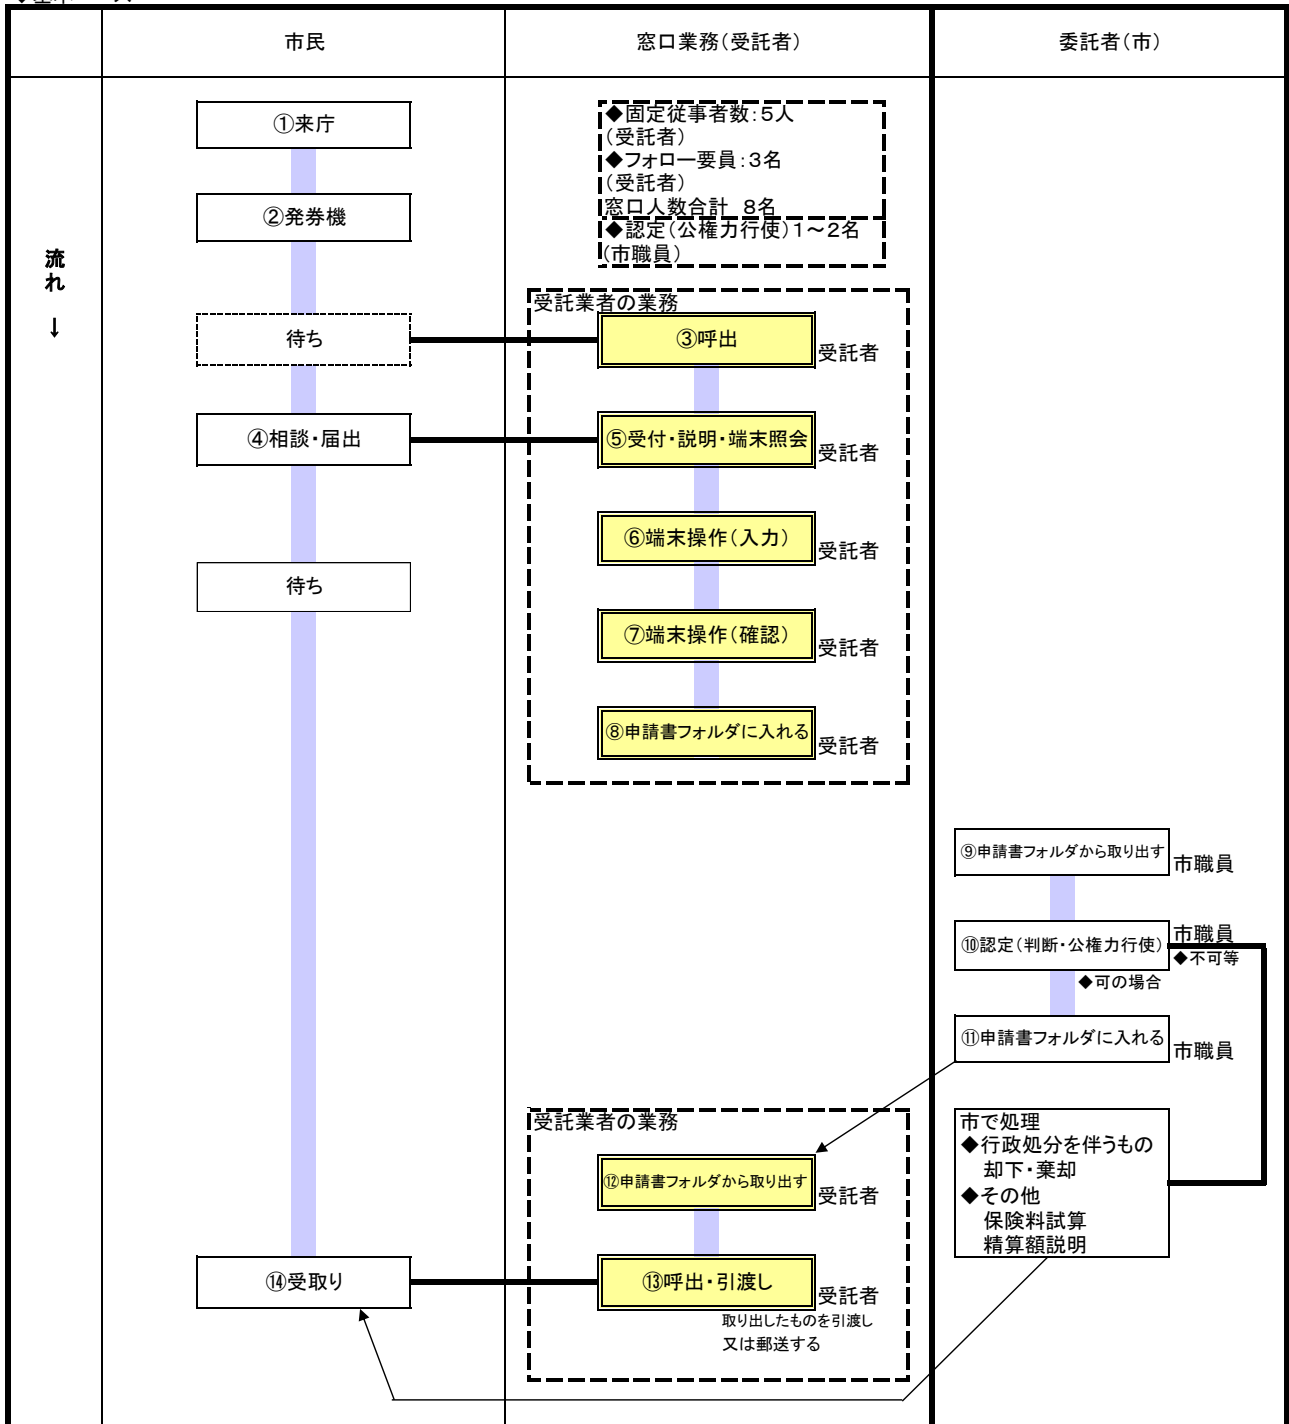 市民
窓口業務(受託者)
委託者(市)
流れ
↓
①来庁
②発券機
待ち
④相談・届出
待ち
⑭受取り
◆固定従事者数:5人
(受託者)
◆フォロー要員:3名
(受託者)
窓口人数合計 8名
◆認定(公権力行使)1~2名
(市職員)
受託業者の業務
③呼出
受託者
⑤受付・説明・端末照会
受託者
⑥端末操作(入力)
受託者
⑦端末操作(確認)
受託者
⑧申請書フォルダに入れる
受託者
⑨申請書フォルダから取り出す
市職員
⑩認定(判断・公権力行使)
市職員
◆不可等
◆可の場合
⑪申請書フォルダに入れる
市職員
市で処理
◆行政処分を伴うもの
却下・棄却
◆その他
保険料試算
精算額説明
受託業者の業務
⑫申請書フォルダから取り出す
受託者
⑬呼出・引渡し
受託者
取り出したものを引渡し
又は郵送する